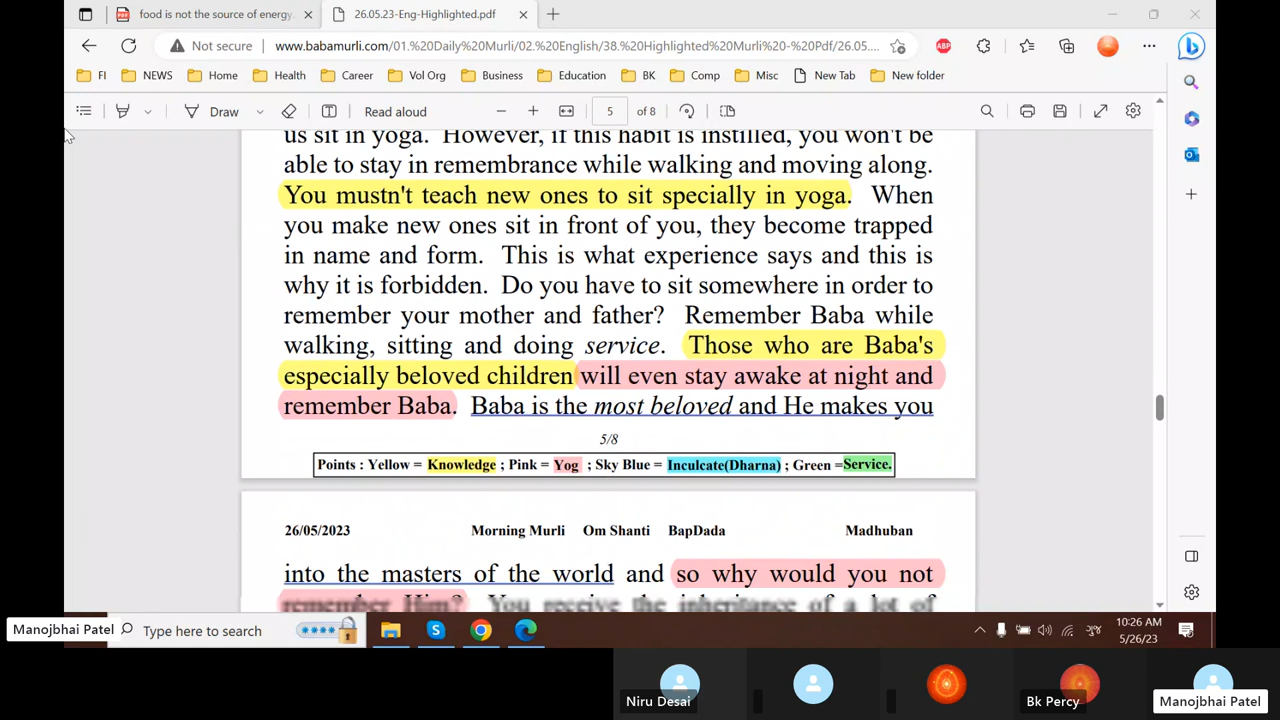 food is not the source of energy.
26.05.23-Eng-Highlighted.pdf
Not secure
www.babamurli.com/01.%20Daily%20Murli/02.%20English/38.%20Highlighted%20Murli%20-%20Pdf/26.05....
ABP
FI
NEWS
Home
Health
Career
Vol Org
Business
Education
BK
Comp
Misc
New Tab
New folder
Draw
Read aloud
5
of 8
us sit in yoga. However, if this habit is instilled, you won't be
able to stay in remembrance while walking and moving along.
You mustn't teach new ones to sit specially in yoga. When
you make new ones sit in front of you, they become trapped
in name and form. This is what experience says and this is
why it is forbidden. Do you have to sit somewhere in order to
remember your mother and father? Remember Baba while
walking, sitting and doing service. Those who are Baba's
especially beloved children will even stay awake at night and
remember Baba. Baba is the most beloved and He makes you
5/8
Points : Yellow = Knowledge ; Pink = Yog ; Sky Blue = Inculcate(Dharna) ; Green =Service.
26/05/2023 Morning Murli Om Shanti BapDada Madhuban
into the masters of the world and so why would you not
remember Him? You receive the inheritance of a lot of
Manojbhai Patel
Type here to search
10:26 AM
5/26/23
Niru Desai
Bk Percy
Manojbhai Patel